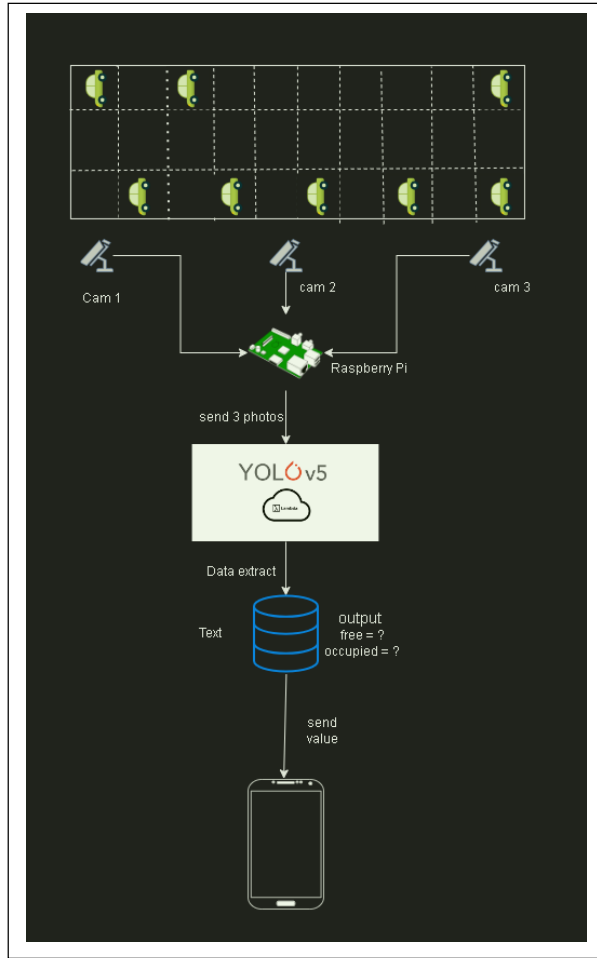 Cam 1
cam 2
cam 3
Raspberry Pi
send 3 photos
YOLOv5
Lambda
Data extract
Text
output
free = ?
occupied = ?
send
value